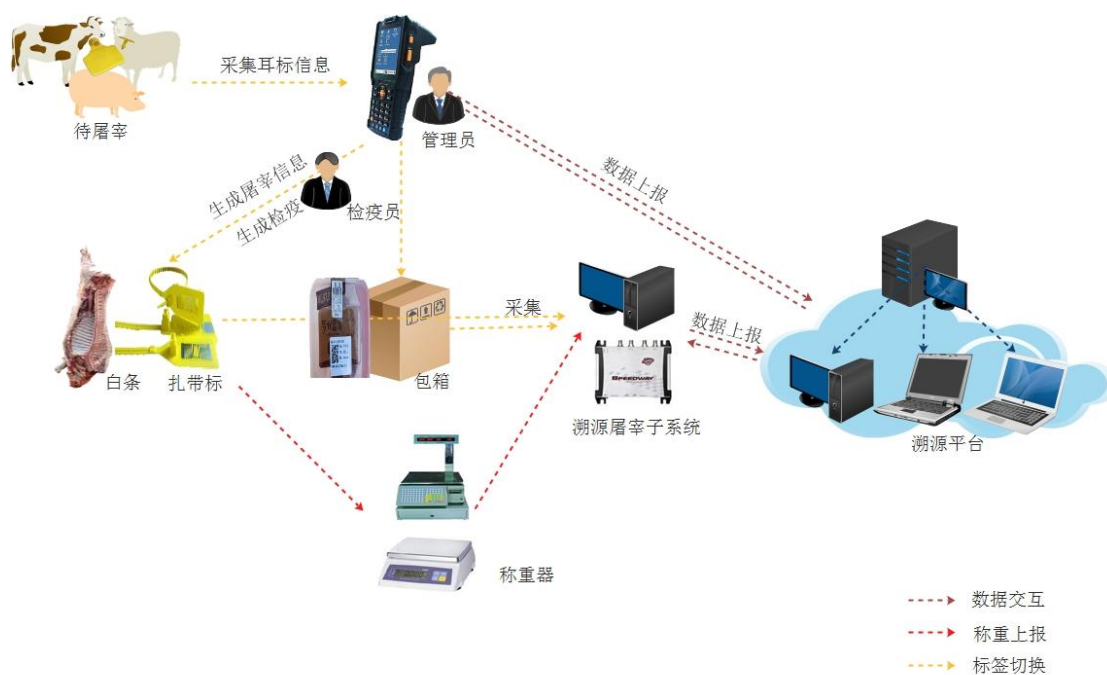 采集耳标信息
待屠宰
管理员
数据上报
生成屠宰信息
生成检疫
检疫员
采集
数据上报
白条
扎带标
包箱
SPEEDWAY
溯源屠宰子系统
溯源平台
称重器
数据交互
称重上报
标签切换